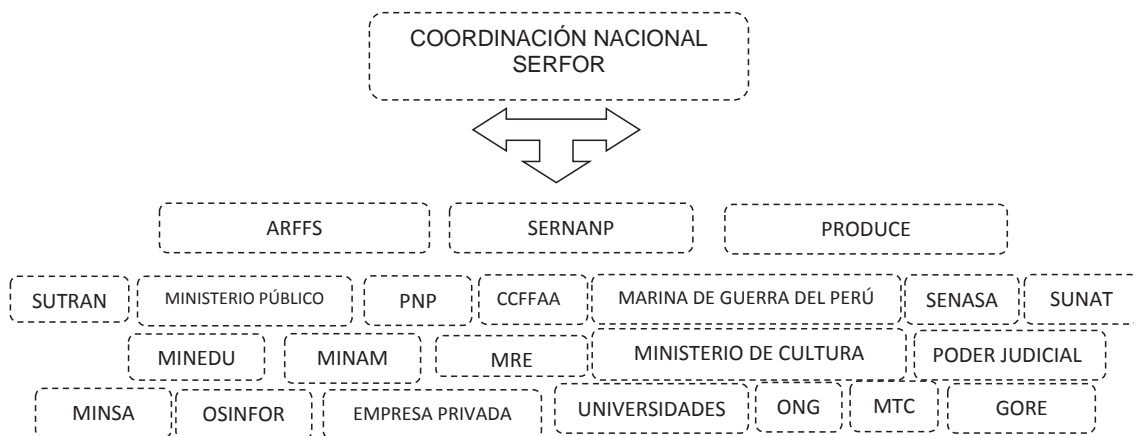 COORDINACIÓN NACIONAL
SERFOR
ARFFS SERNANP PRODUCE
SUTRAN MINISTERIO PÚBLICO PNP CCFFAA MARINA DE GUERRA DEL PERÚ SENASA SUNAT
MINEDU MINAM MRE MINISTERIO DE CULTURA PODER JUDICIAL
MINSA OSINFOR EMPRESA PRIVADA UNIVERSIDADES ONG MTC GORE